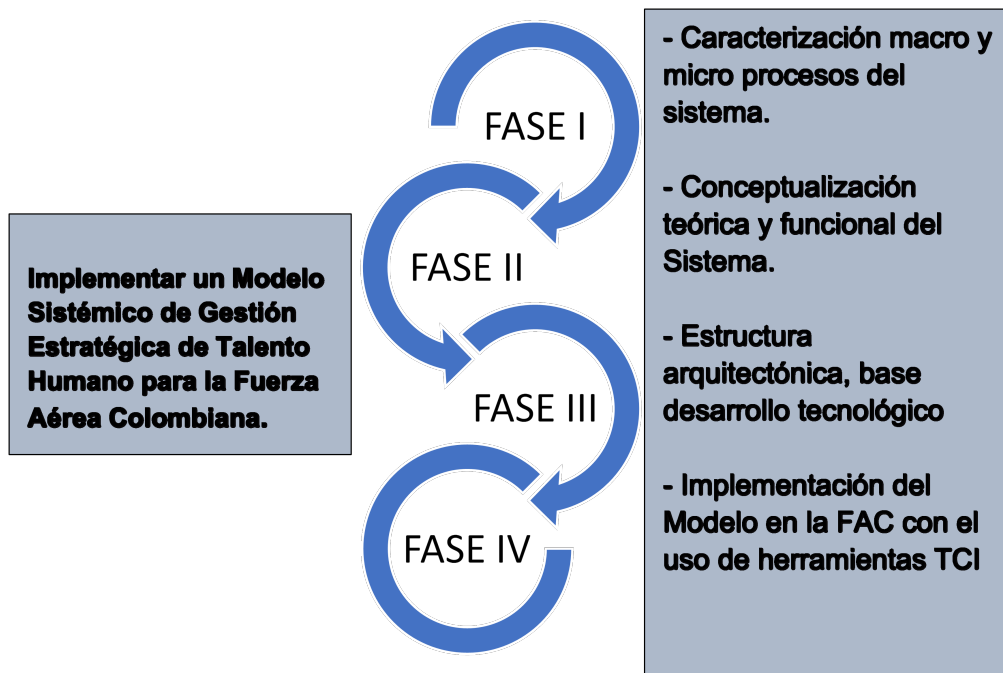 Implementar un Modelo
Sistémico de Gestión
Estratégica de Talento
Humano para la Fuerza
Aérea Colombiana.
FASE I
FASE II
FASE III
FASE IV
- Caracterización macro y
micro procesos del
sistema.
- Conceptualización
teórica y funcional del
Sistema.
- Estructura
arquitectónica, base
desarrollo tecnológico
- Implementación del
Modelo en la FAC con el
uso de herramientas TCI